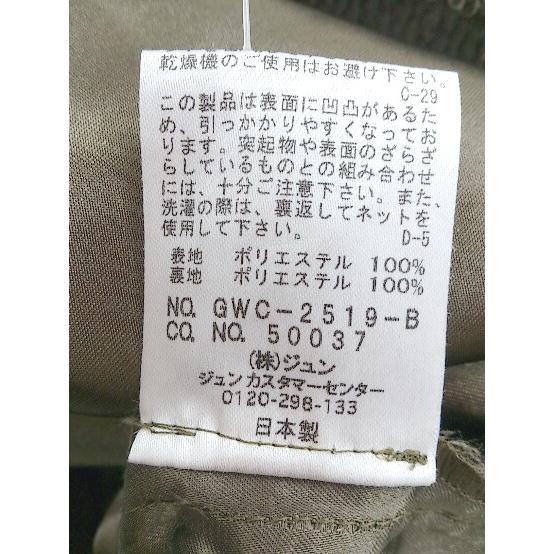 乾燥機のご使用はお避け下さい。
C-29
この製品は表面に凹凸があるた
め、引っかかりやすくなってお
ります。突起物や表面のざらざ
らしているものとの組み合わせ
には、十分ご注意下さい。また、
洗濯の際は、裏返してネットを
使用して下さい。 D-5
表地 ポリエステル 100%
裏地 ポリエステル 100%
NO. GWC-2519-B
CO. NO. 50037
(株)ジュン
ジュンカスタマーセンター
0120-298-133
日本製